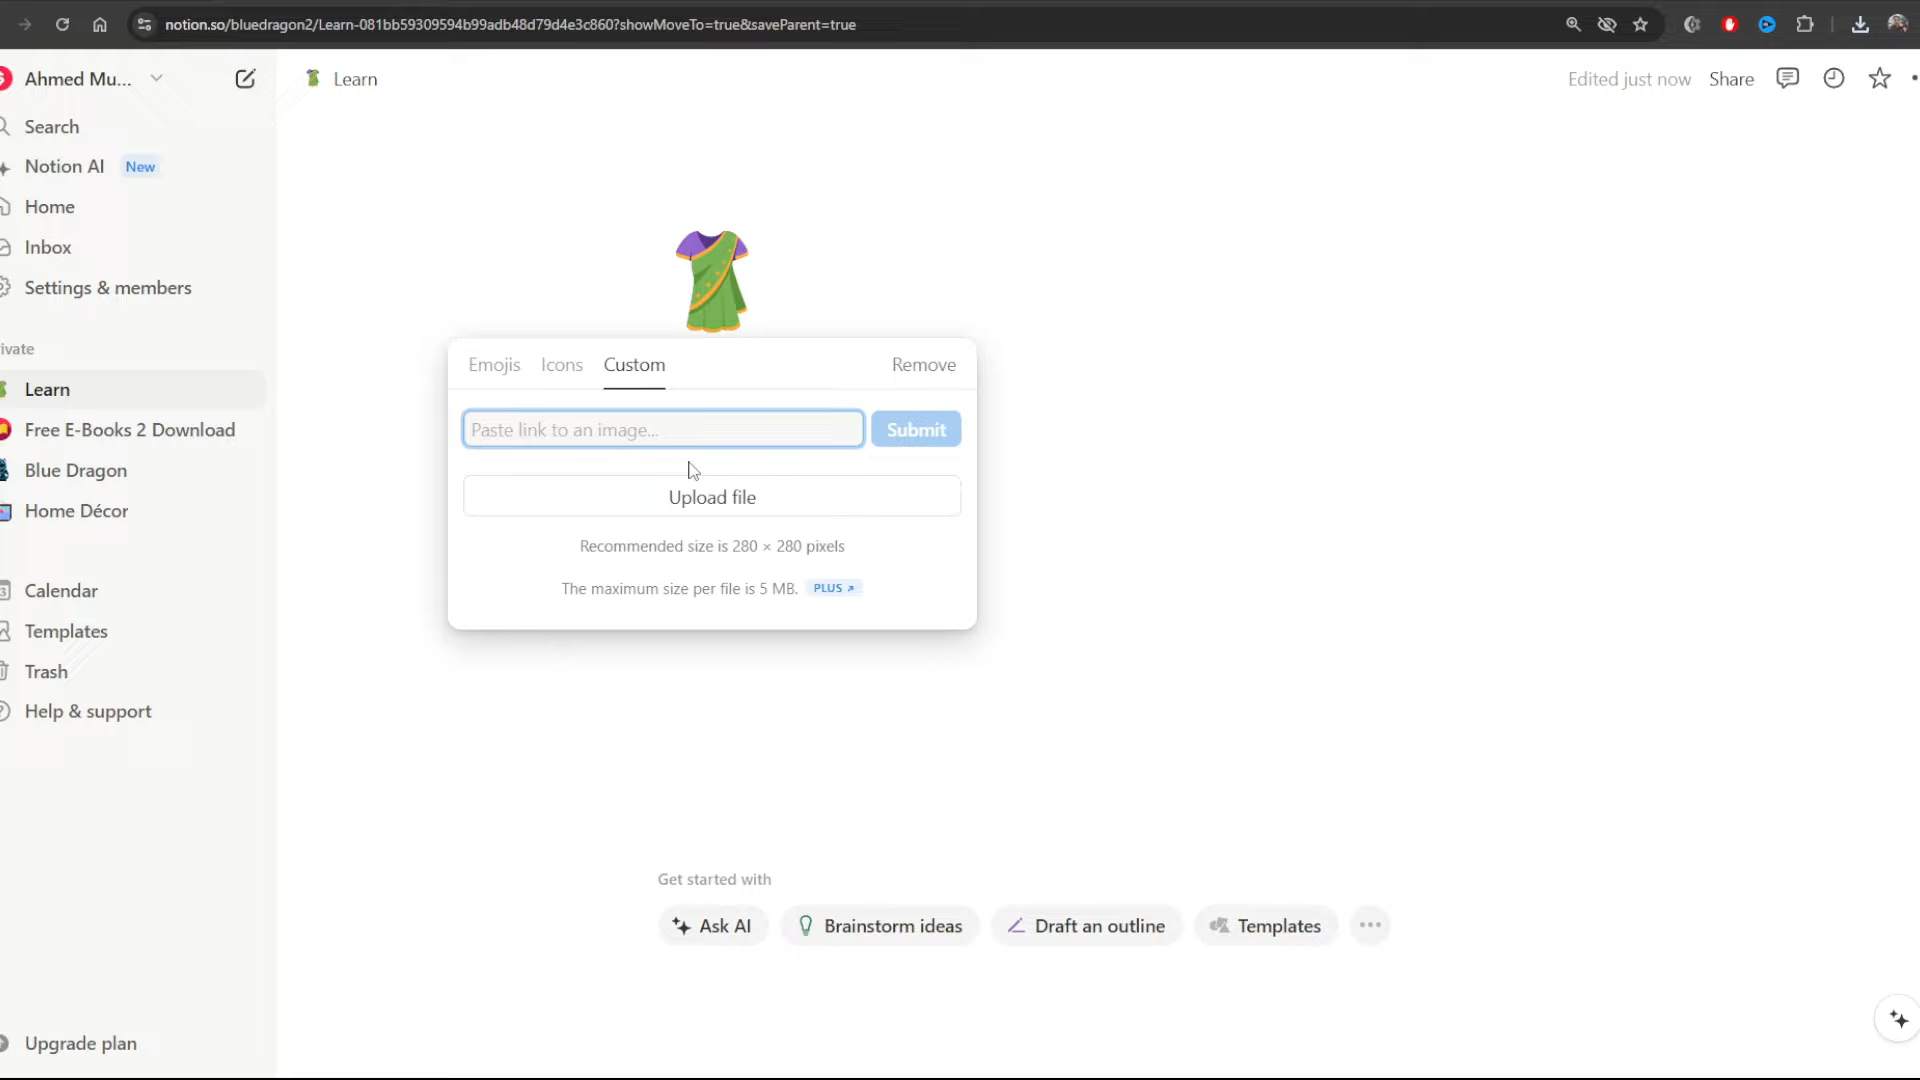 notion.so/bluedragon2/Learn-081bb59309594b99adb48d79d4e3c860?showMoveTo=true&saveParent=true
Ahmed Mu...
Learn
Edited just now
Share
Search
Notion AI New
Home
Inbox
Settings & members
ivate
Learn
Free E-Books 2 Download
Blue Dragon
Home Décor
Calendar
Templates
Trash
Help & support
Upgrade plan
Emojis Icons Custom Remove
Paste link to an image... Submit
Upload file
Recommended size is 280 × 280 pixels
The maximum size per file is 5 MB. PLUS ↗
Get started with
Ask AI Brainstorm ideas Draft an outline Templates